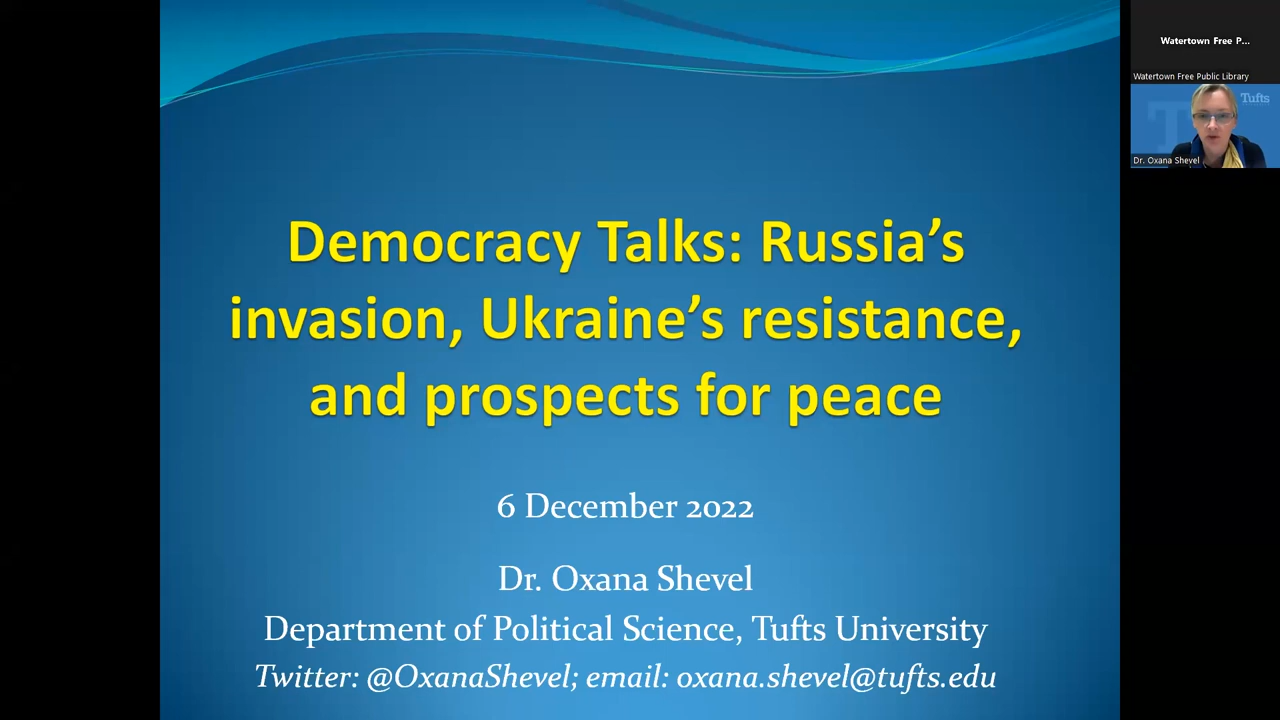 Democracy Talks: Russia’s
invasion, Ukraine’s resistance,
and prospects for peace
6 December 2022
Dr. Oxana Shevel
Department of Political Science, Tufts University
Twitter: @OxanaShevel; email: oxana.shevel@tufts.edu
Watertown Free P...
Watertown Free Public Library
Tufts
Dr. Oxana Shevel